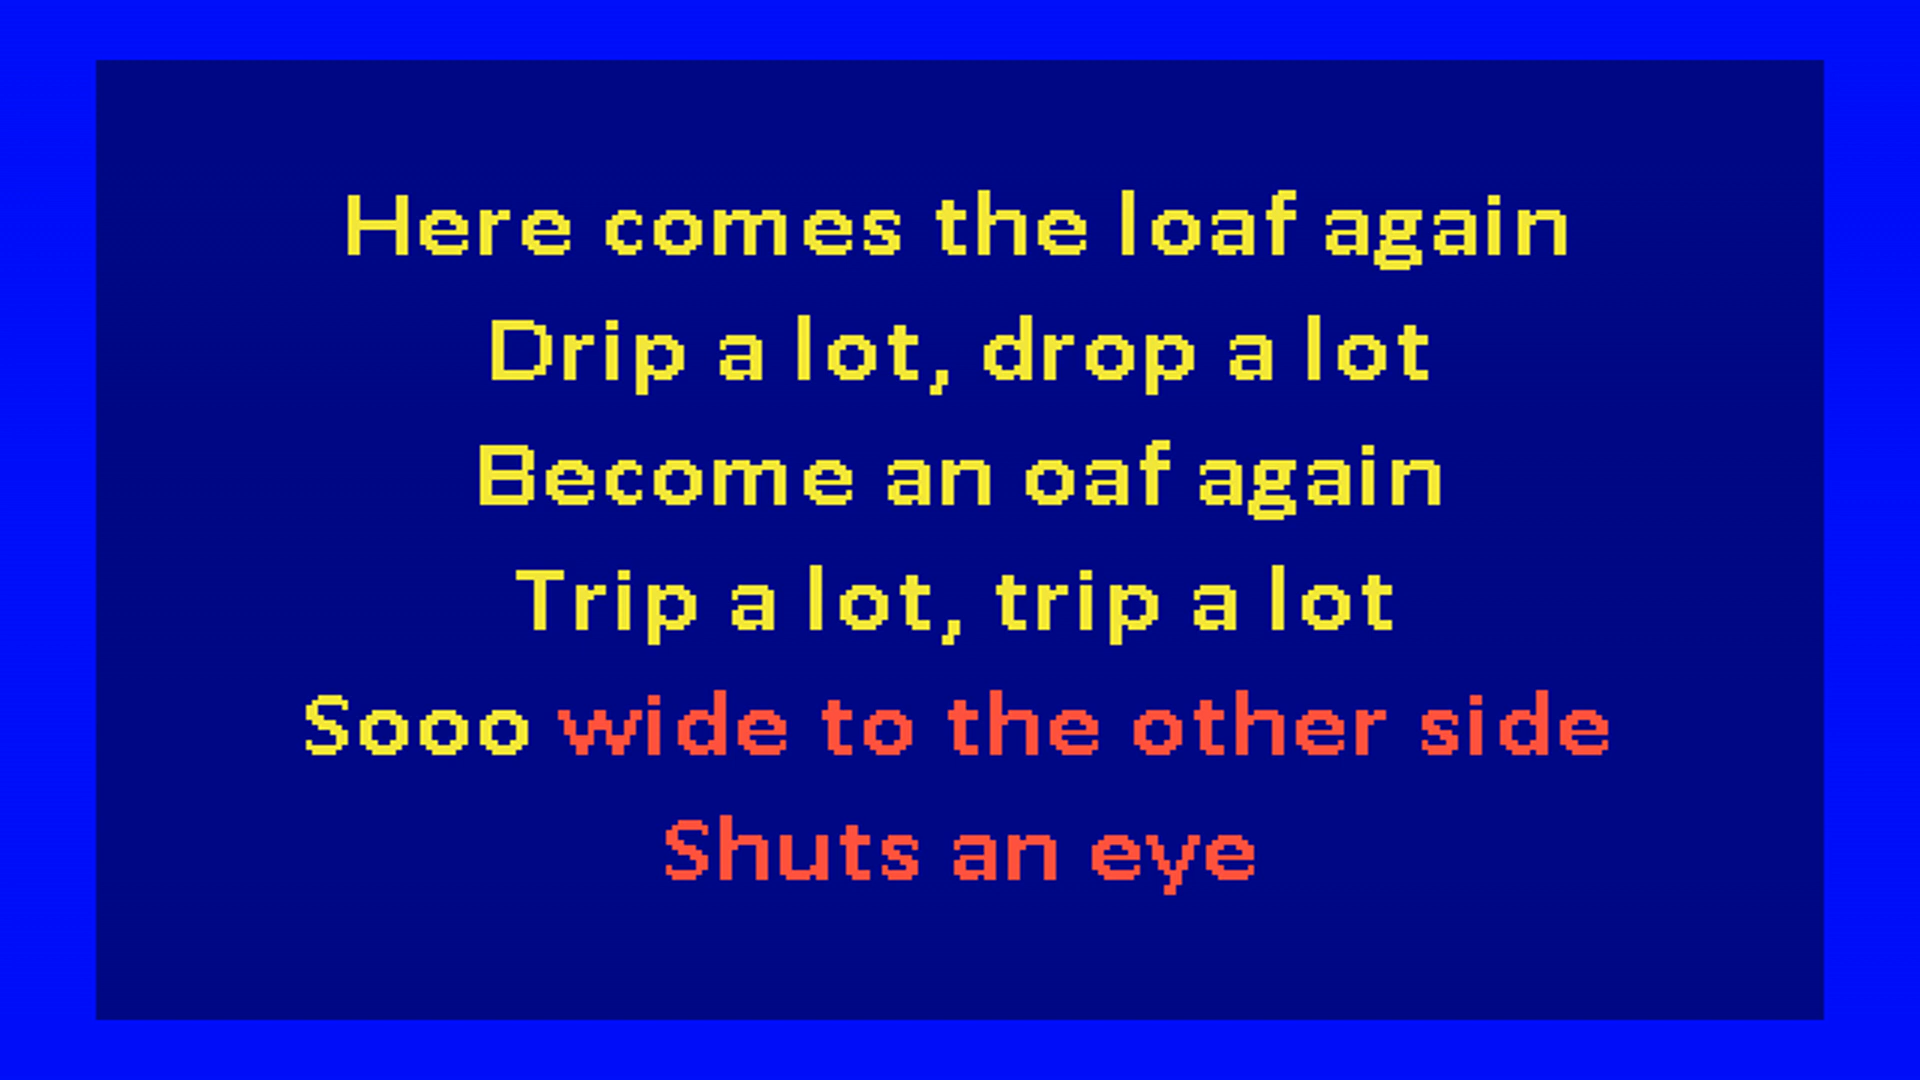 Here comes the loaf again
Drip a lot, drop a lot
Become an oaf again
Trip a lot, trip a lot
Sooo wide to the other side
Shuts an eye